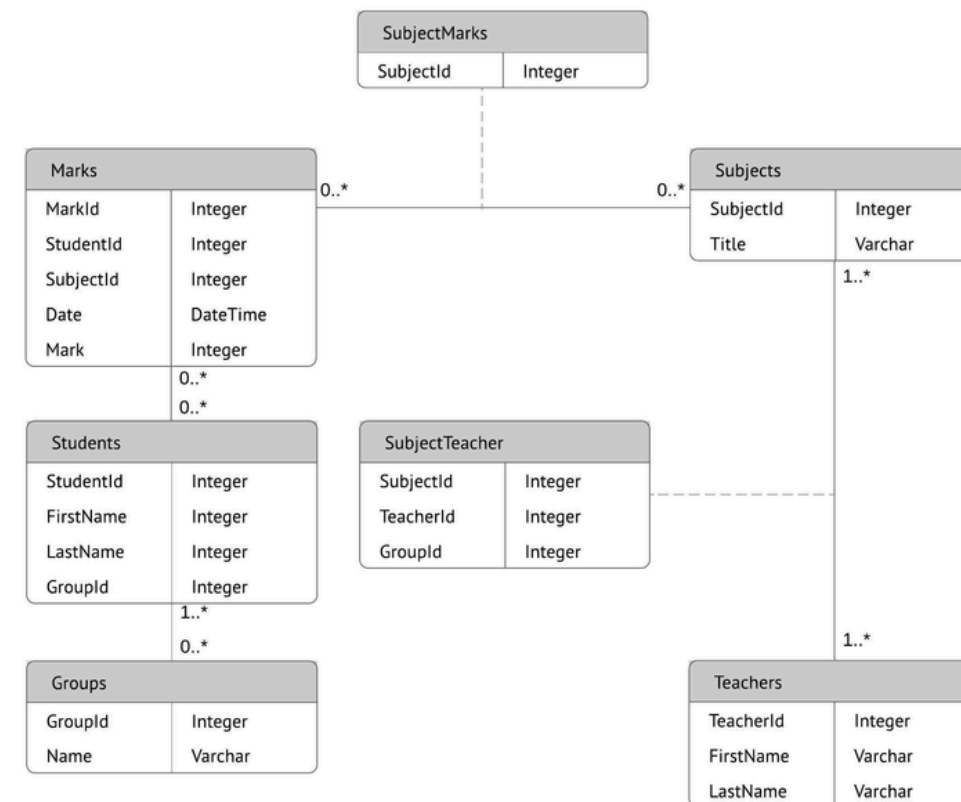 SubjectMarks
SubjectId Integer
Marks
MarkId Integer
StudentId Integer
SubjectId Integer
Date DateTime
Mark Integer
0..*
0..*
Subjects
SubjectId Integer
Title Varchar
1..*
0..*
0..*
Students
StudentId Integer
FirstName Integer
LastName Integer
GroupId Integer
SubjectTeacher
SubjectId Integer
TeacherId Integer
GroupId Integer
1..*
0..*
1..*
Groups
GroupId Integer
Name Varchar
Teachers
TeacherId Integer
FirstName Varchar
LastName Varchar